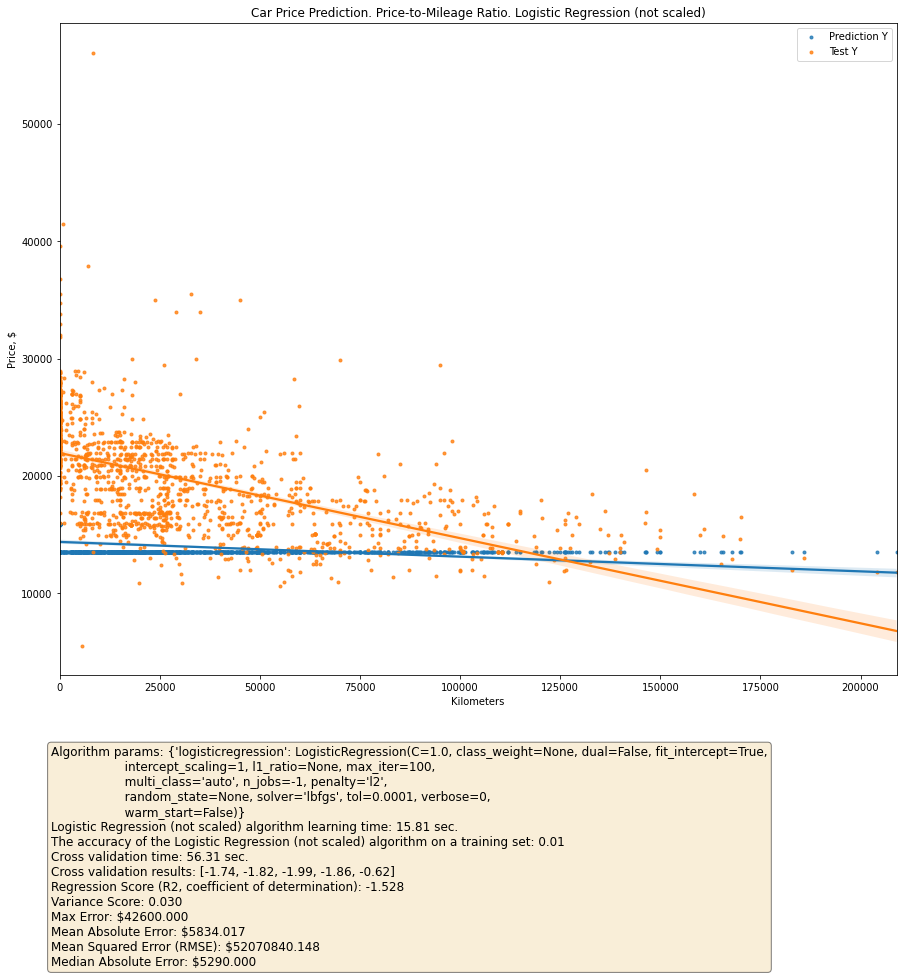 Car Price Prediction. Price-to-Mileage Ratio. Logistic Regression (not scaled)
Prediction Y
Test Y
50000
40000
30000
20000
10000
Price, $
0 25000 50000 75000 100000 125000 150000 175000 200000
Kilometers
Algorithm params: {'logisticregression': LogisticRegression(C=1.0, class_weight=None, dual=False, fit_intercept=True,
intercept_scaling=1, l1_ratio=None, max_iter=100,
multi_class='auto', n_jobs=-1, penalty='l2',
random_state=None, solver='lbfgs', tol=0.0001, verbose=0,
warm_start=False)}
Logistic Regression (not scaled) algorithm learning time: 15.81 sec.
The accuracy of the Logistic Regression (not scaled) algorithm on a training set: 0.01
Cross validation time: 56.31 sec.
Cross validation results: [-1.74, -1.82, -1.99, -1.86, -0.62]
Regression Score (R2, coefficient of determination): -1.528
Variance Score: 0.030
Max Error: $42600.000
Mean Absolute Error: $5834.017
Mean Squared Error (RMSE): $52070840.148
Median Absolute Error: $5290.000